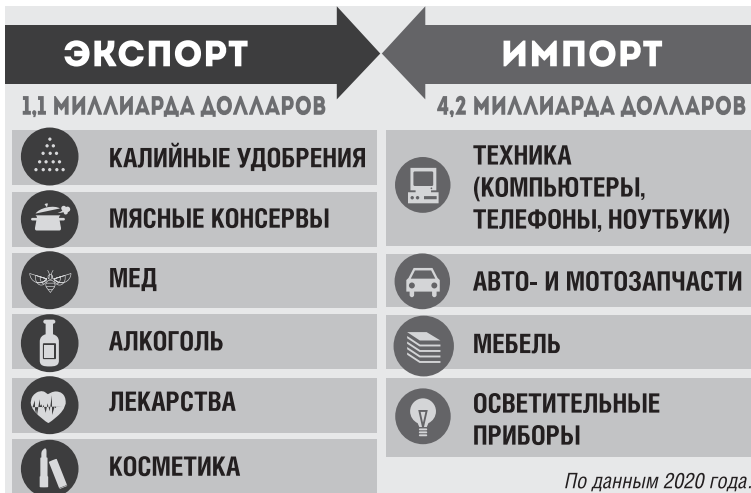 ЭКСПОРТ
1,1 МИЛЛИАРДА ДОЛЛАРОВ
КАЛИЙНЫЕ УДОБРЕНИЯ
МЯСНЫЕ КОНСЕРВЫ
МЕД
АЛКОГОЛЬ
ЛЕКАРСТВА
КОСМЕТИКА
ИМПОРТ
4,2 МИЛЛИАРДА ДОЛЛАРОВ
ТЕХНИКА
(КОМПЬЮТЕРЫ,
ТЕЛЕФОНЫ, НОУТБУКИ)
АВТО- И МОТОЗАПЧАСТИ
МЕБЕЛЬ
ОСВЕТИТЕЛЬНЫЕ
ПРИБОРЫ
По данным 2020 года.